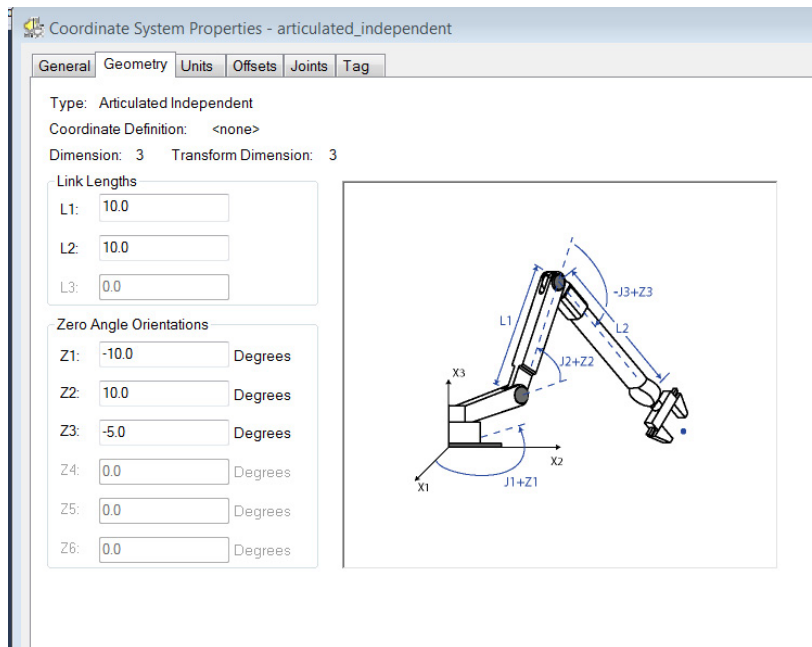 Coordinate System Properties - articulated_independent
General Geometry Units Offsets Joints Tag
Type: Articulated Independent
Coordinate Definition: <none>
Dimension: 3 Transform Dimension: 3
Link Lengths
L1: 10.0
L2: 10.0
L3: 0.0
Zero Angle Orientations
Z1: -10.0 Degrees
Z2: 10.0 Degrees
Z3: -5.0 Degrees
Z4: 0.0 Degrees
Z5: 0.0 Degrees
Z6: 0.0 Degrees
-J3+Z3
L1
L2
J2+Z2
X3
X2
J1+Z1
X1